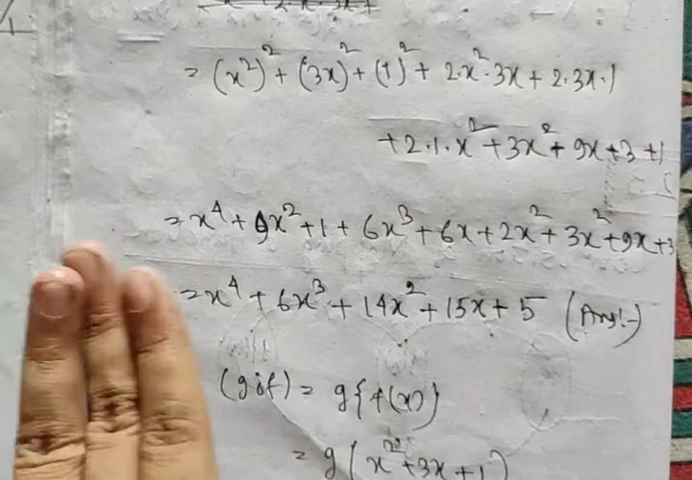 = (x²)² + (3x)² + (1)² + 2·x²·3x + 2·3x·1
+2·1·x² + 3x² + 9x + 3 + 1
= x⁴ + 9x² + 1 + 6x³ + 6x + 2x² + 3x² + 9x + 3
= x⁴ + 6x³ + 14x² + 15x + 5 (Ans:-)
(gof) = g{f(x)}
= g(x²+3x+1)